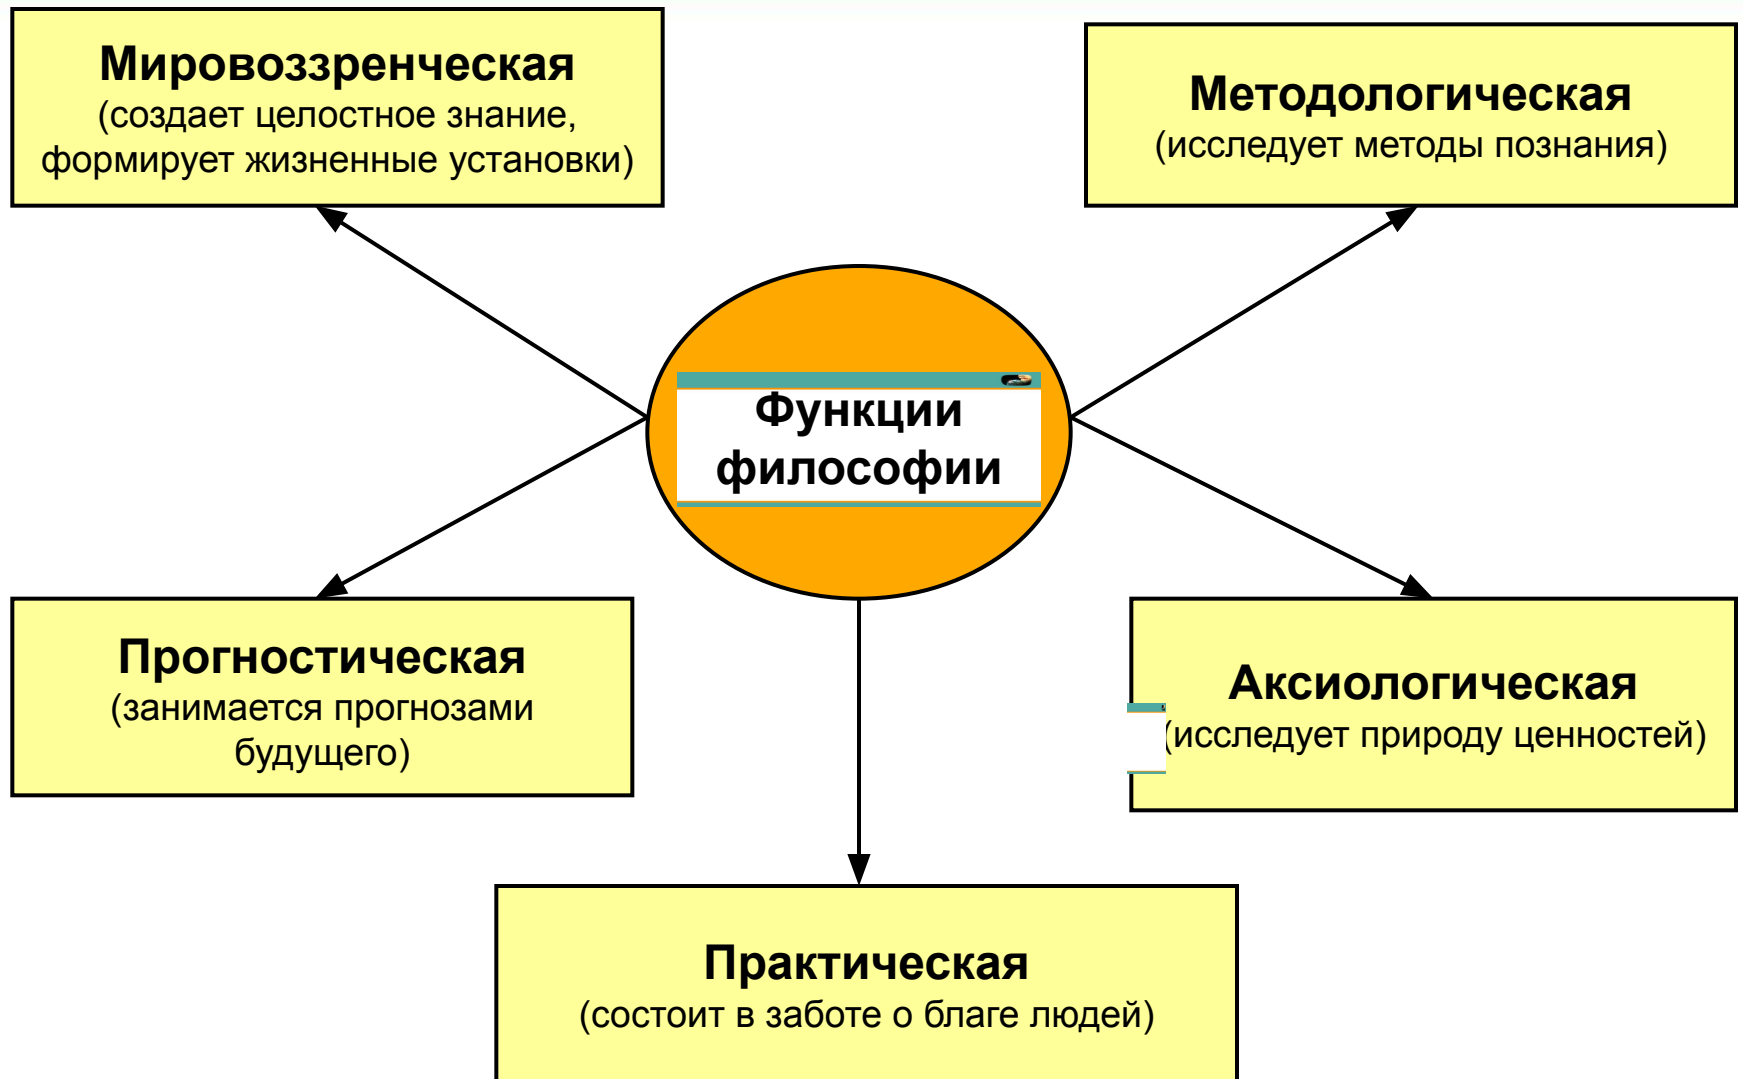 Мировоззренческая
(создает целостное знание,
формирует жизненные установки)
Методологическая
(исследует методы познания)
Функции
философии
Прогностическая
(занимается прогнозами
будущего)
Аксиологическая
(исследует природу ценностей)
Практическая
(состоит в заботе о благе людей)